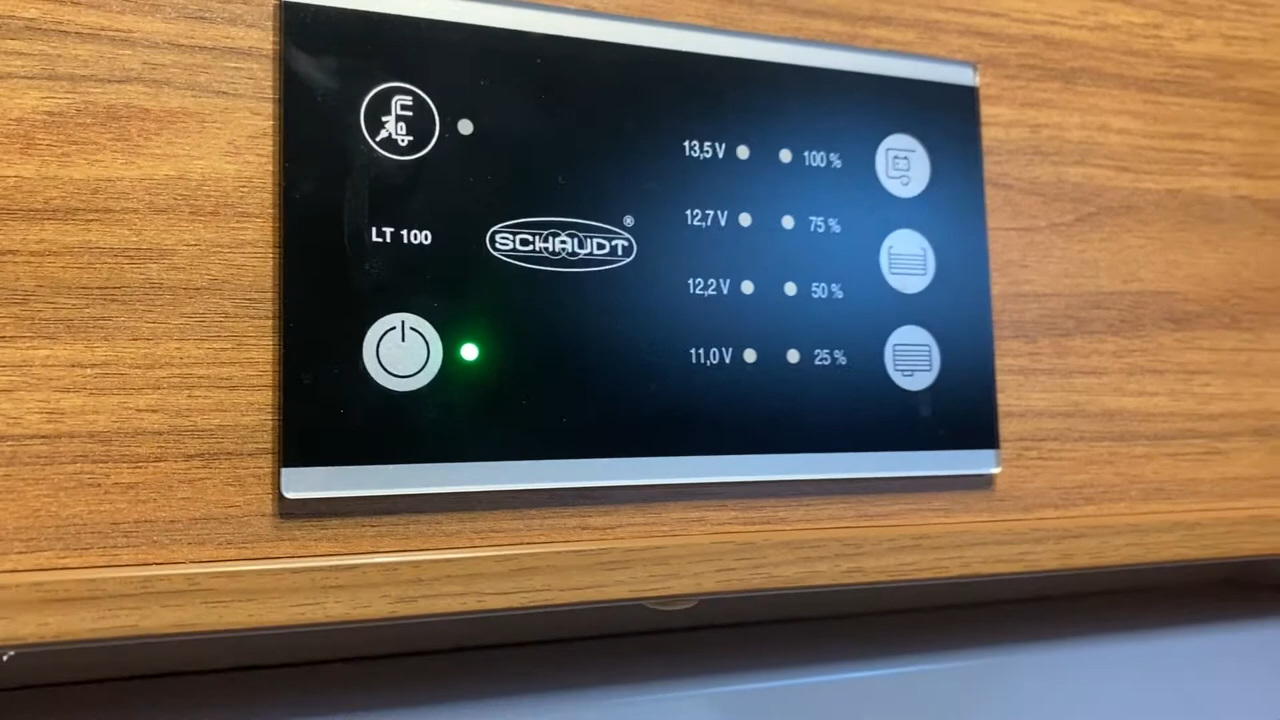 13,5 V 100 %
12,7 V 75 %
LT 100
SCHAUDT ®
12,2 V 50 %
11,0 V 25 %